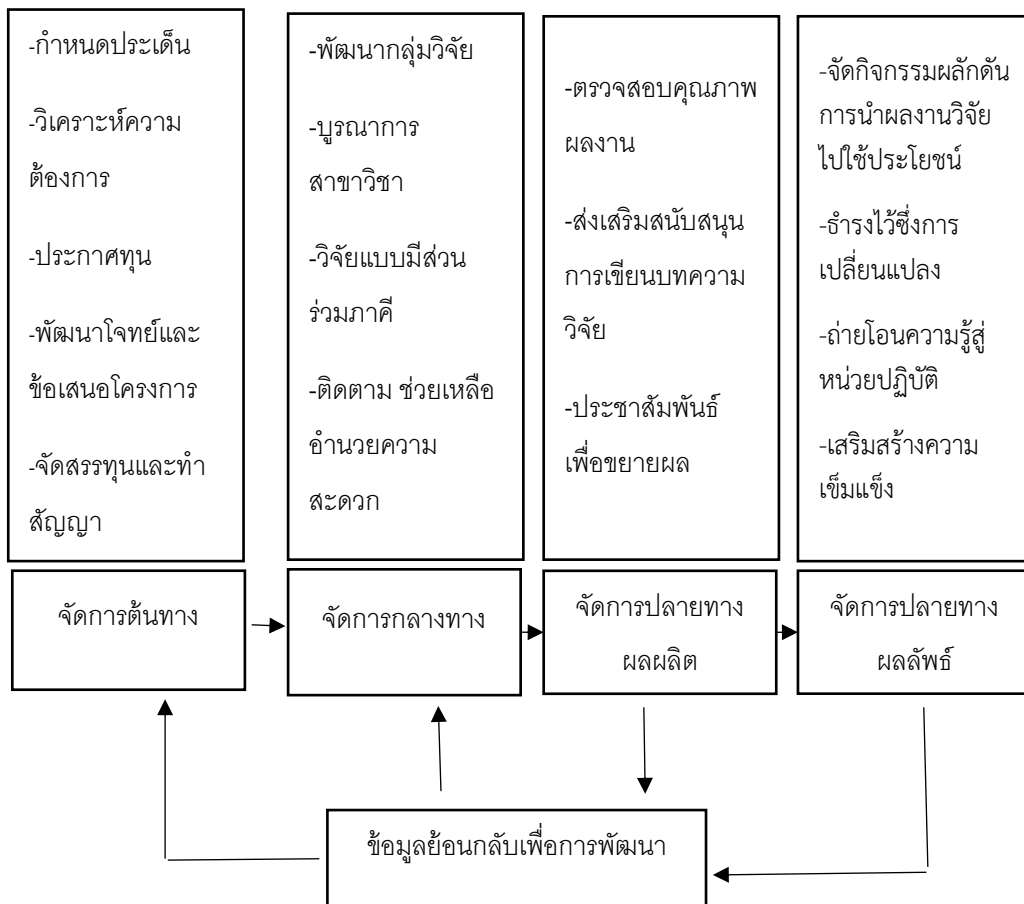 -กำหนดประเด็น
-วิเคราะห์ความ
ต้องการ
-ประกาศทุน
-พัฒนาโจทย์และ
ข้อเสนอโครงการ
-จัดสรรทุนและทำ
สัญญา
-พัฒนากลุ่มวิจัย
-บูรณาการ
สาขาวิชา
-วิจัยแบบมีส่วน
ร่วมภาคี
-ติดตาม ช่วยเหลือ
อำนวยความ
สะดวก
-ตรวจสอบคุณภาพ
ผลงาน
-ส่งเสริมสนับสนุน
การเขียนบทความ
วิจัย
-ประชาสัมพันธ์
เพื่อขยายผล
-จัดกิจกรรมผลักดัน
การนำผลงานวิจัย
ไปใช้ประโยชน์
-ธำรงไว้ซึ่งการ
เปลี่ยนแปลง
-ถ่ายโอนความรู้สู่
หน่วยปฏิบัติ
-เสริมสร้างความ
เข็มแข็ง
จัดการต้นทาง
จัดการกลางทาง
จัดการปลายทาง
ผลผลิต
จัดการปลายทาง
ผลลัพธ์
ข้อมูลย้อนกลับเพื่อการพัฒนา